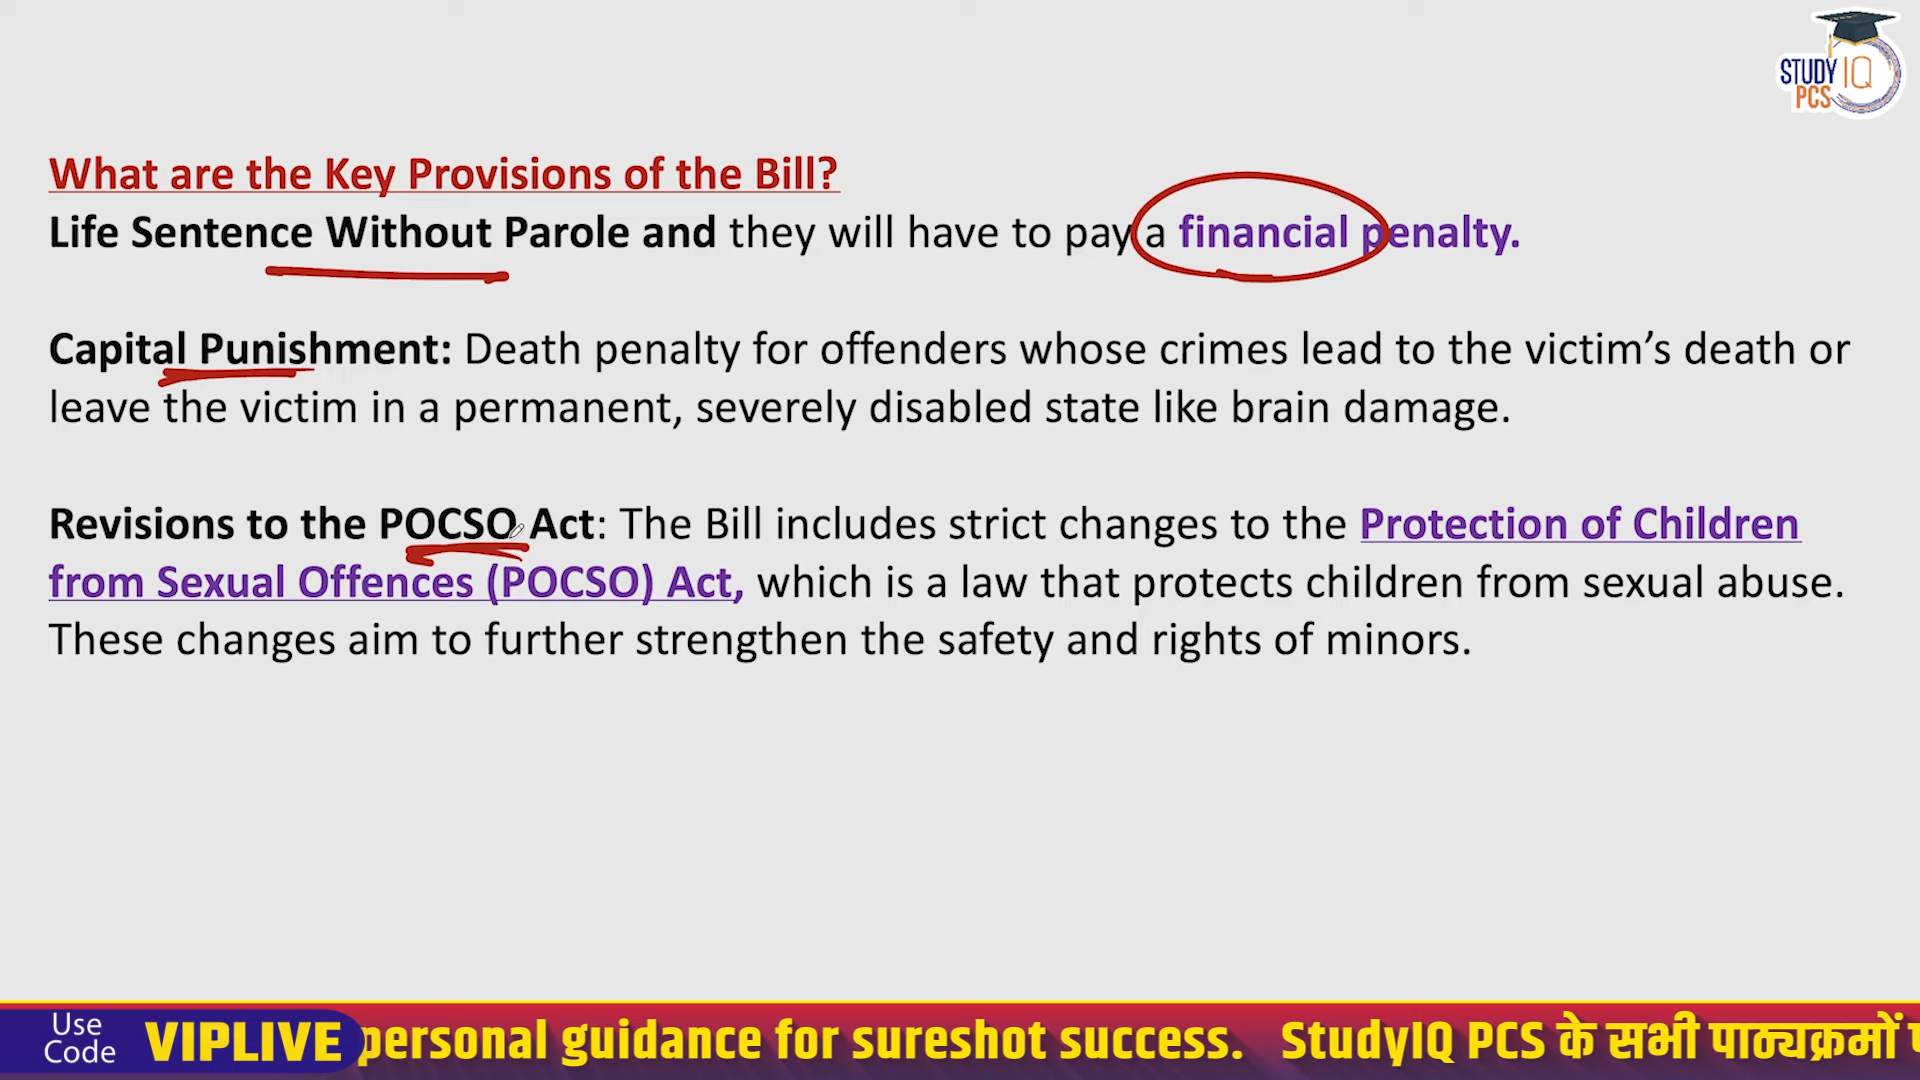 STUDY IQ
PCS
What are the Key Provisions of the Bill?
Life Sentence Without Parole and they will have to pay a financial penalty.
Capital Punishment: Death penalty for offenders whose crimes lead to the victim’s death or
leave the victim in a permanent, severely disabled state like brain damage.
Revisions to the POCSO Act: The Bill includes strict changes to the Protection of Children
from Sexual Offences (POCSO) Act, which is a law that protects children from sexual abuse.
These changes aim to further strengthen the safety and rights of minors.
Use
Code
VIPLIVE
personal guidance for sureshot success. StudyIQ PCS के सभी पाठ्यक्रमों